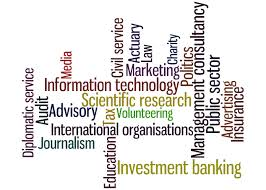 Diplomatic service
Audit
Media
Information technology
Advisory
Journalism
International organisations
Scientific research
Education
Tax
Civil service
Actuary
Law
Marketing
Charity
Politics
Volunteering
Management consultancy
Public sector
Advertising
Insurance
Investment banking